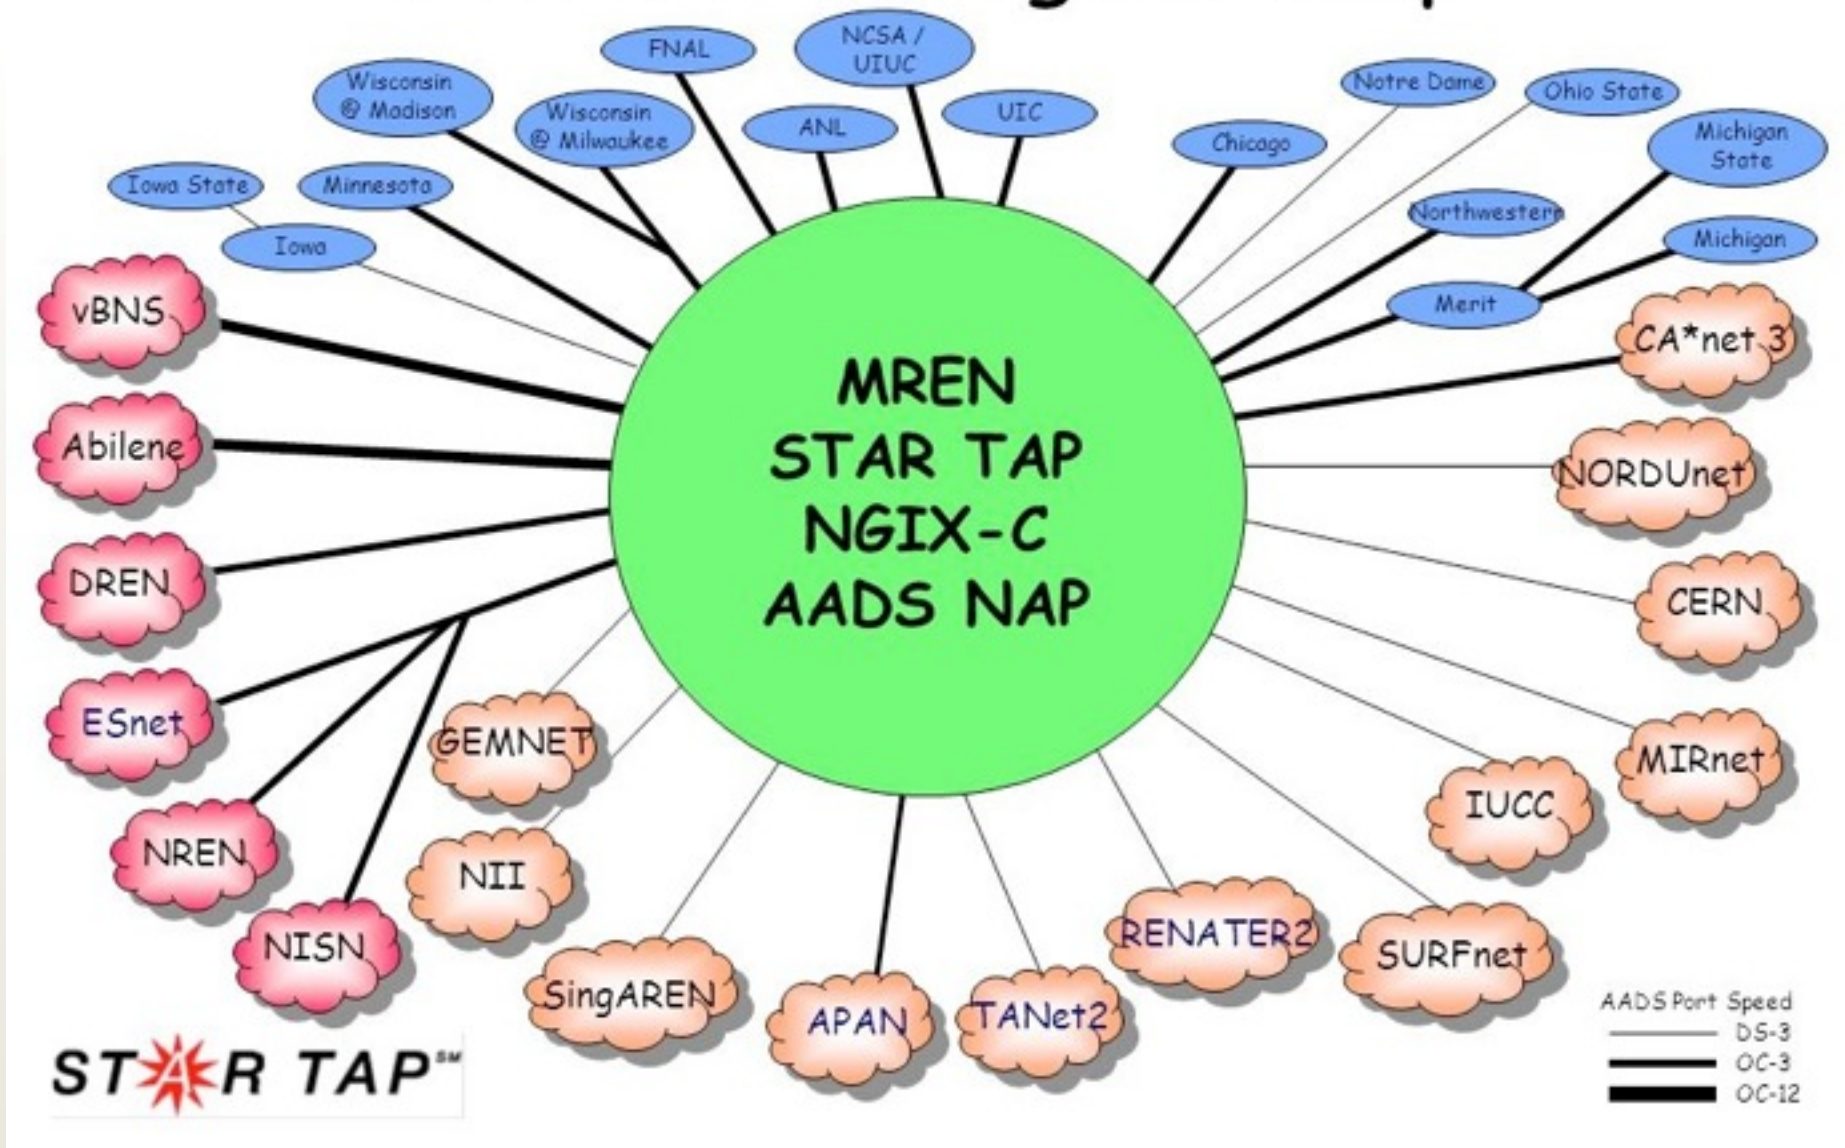 FNAL
NCSA /
UIUC
Wisconsin
@ Madison
Wisconsin
@ Milwaukee
ANL
UIC
Notre Dame
Ohio State
Chicago
Michigan
State
Iowa State
Minnesota
Northwestern
Iowa
Michigan
Merit
vBNS
CA*net 3
Abilene
NORDUnet
DREN
CERN
ESnet
MREN
STAR TAP
NGIX-C
AADS NAP
GEMNET
MIRnet
IUCC
NREN
NII
NISN
SingAREN
APAN
TANet2
RENATER2
SURFnet
STAR TAP SM
AADS Port Speed
DS-3
OC-3
OC-12